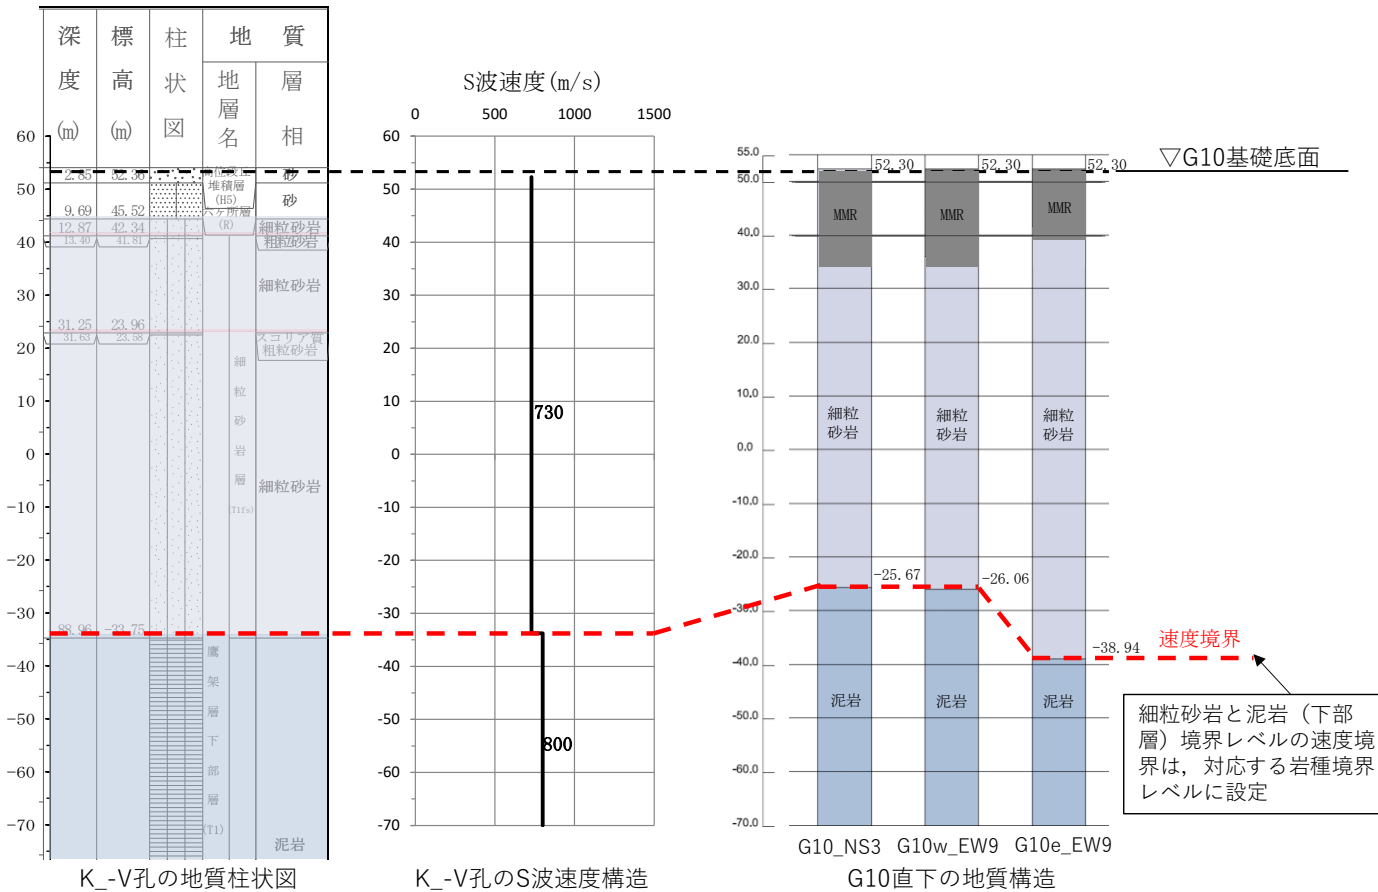 深度(m)
標高(m)
柱状図
地質
地層名
層相
60
50
40
30
20
10
0
-10
-20
-30
-40
-50
-60
-70
2.85 52.36
9.69 45.52
12.87 42.34
13.40 41.81
31.25 23.96
31.63 23.58
88.96 -33.75
堆積層
(H5)
六ヶ所層
(R)
細粒砂岩層
(T1fs)
鷹架層下部層
(T1)
砂
砂
細粒砂岩
粗粒砂岩
細粒砂岩
スコリア質
粗粒砂岩
細粒砂岩
泥岩
K_-V孔の地質柱状図
S波速度(m/s)
0 500 1000 1500
60
50
40
30
20
10
0
-10
-20
-30
-40
-50
-60
-70
730
800
K_-V孔のS波速度構造
▽G10基礎底面
55.0
50.0
40.0
30.0
20.0
10.0
0.0
-10.0
-20.0
-30.0
-40.0
-50.0
-60.0
-70.0
52.30 52.30 52.30
MMR MMR MMR
細粒砂岩 細粒砂岩 細粒砂岩
-25.67 -26.06 -38.94
泥岩 泥岩 泥岩
速度境界
細粒砂岩と泥岩（下部
層）境界レベルの速度境
界は，対応する岩種境界
レベルに設定
G10_NS3 G10w_EW9 G10e_EW9
G10直下の地質構造